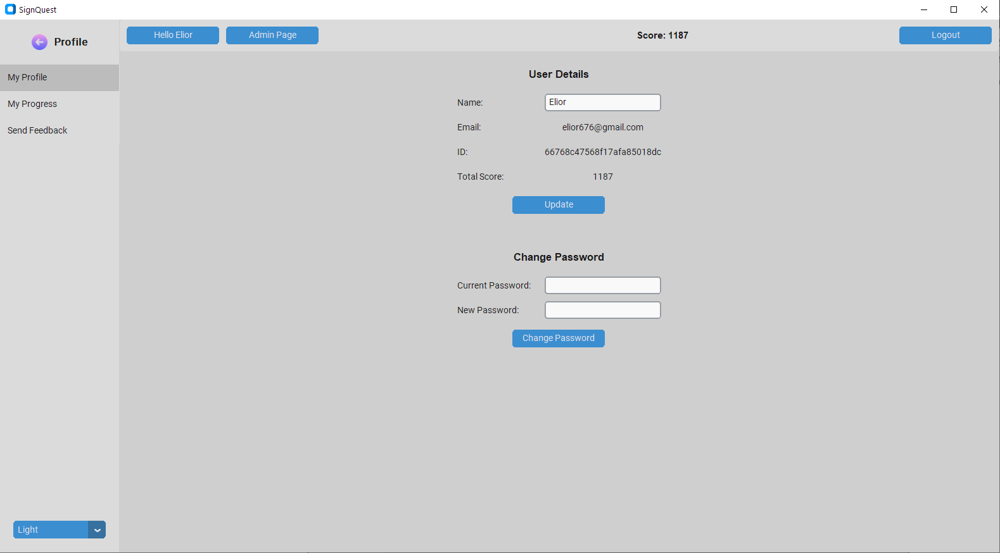 SignQuest
Profile
Hello Elior
Admin Page
Score: 1187
Logout
My Profile
My Progress
Send Feedback
User Details
Name: Elior
Email: elior676@gmail.com
ID: 66768c47568f17afa85018dc
Total Score: 1187
Update
Change Password
Current Password:
New Password:
Change Password
Light